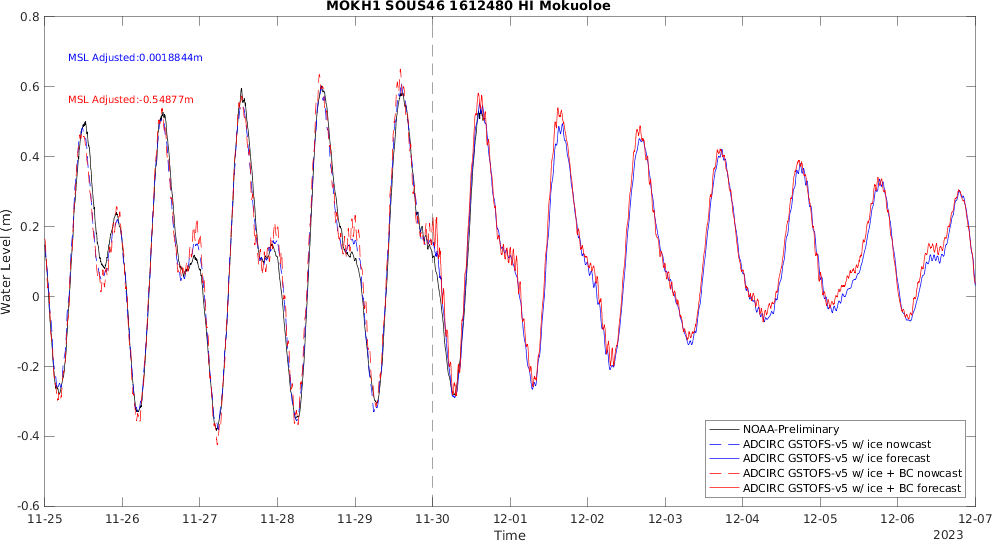 MOKH1 SOUS46 1612480 HI Mokuoloe
0.8
0.6
0.4
0.2
0
-0.2
-0.4
-0.6
Water Level (m)
MSL Adjusted:0.0018844m
MSL Adjusted:-0.54877m
NOAA-Preliminary
ADCIRC GSTOFS-v5 w/ ice nowcast
ADCIRC GSTOFS-v5 w/ ice forecast
ADCIRC GSTOFS-v5 w/ ice + BC nowcast
ADCIRC GSTOFS-v5 w/ ice + BC forecast
11-25 11-26 11-27 11-28 11-29 11-30 12-01 12-02 12-03 12-04 12-05 12-06 12-07
Time
2023